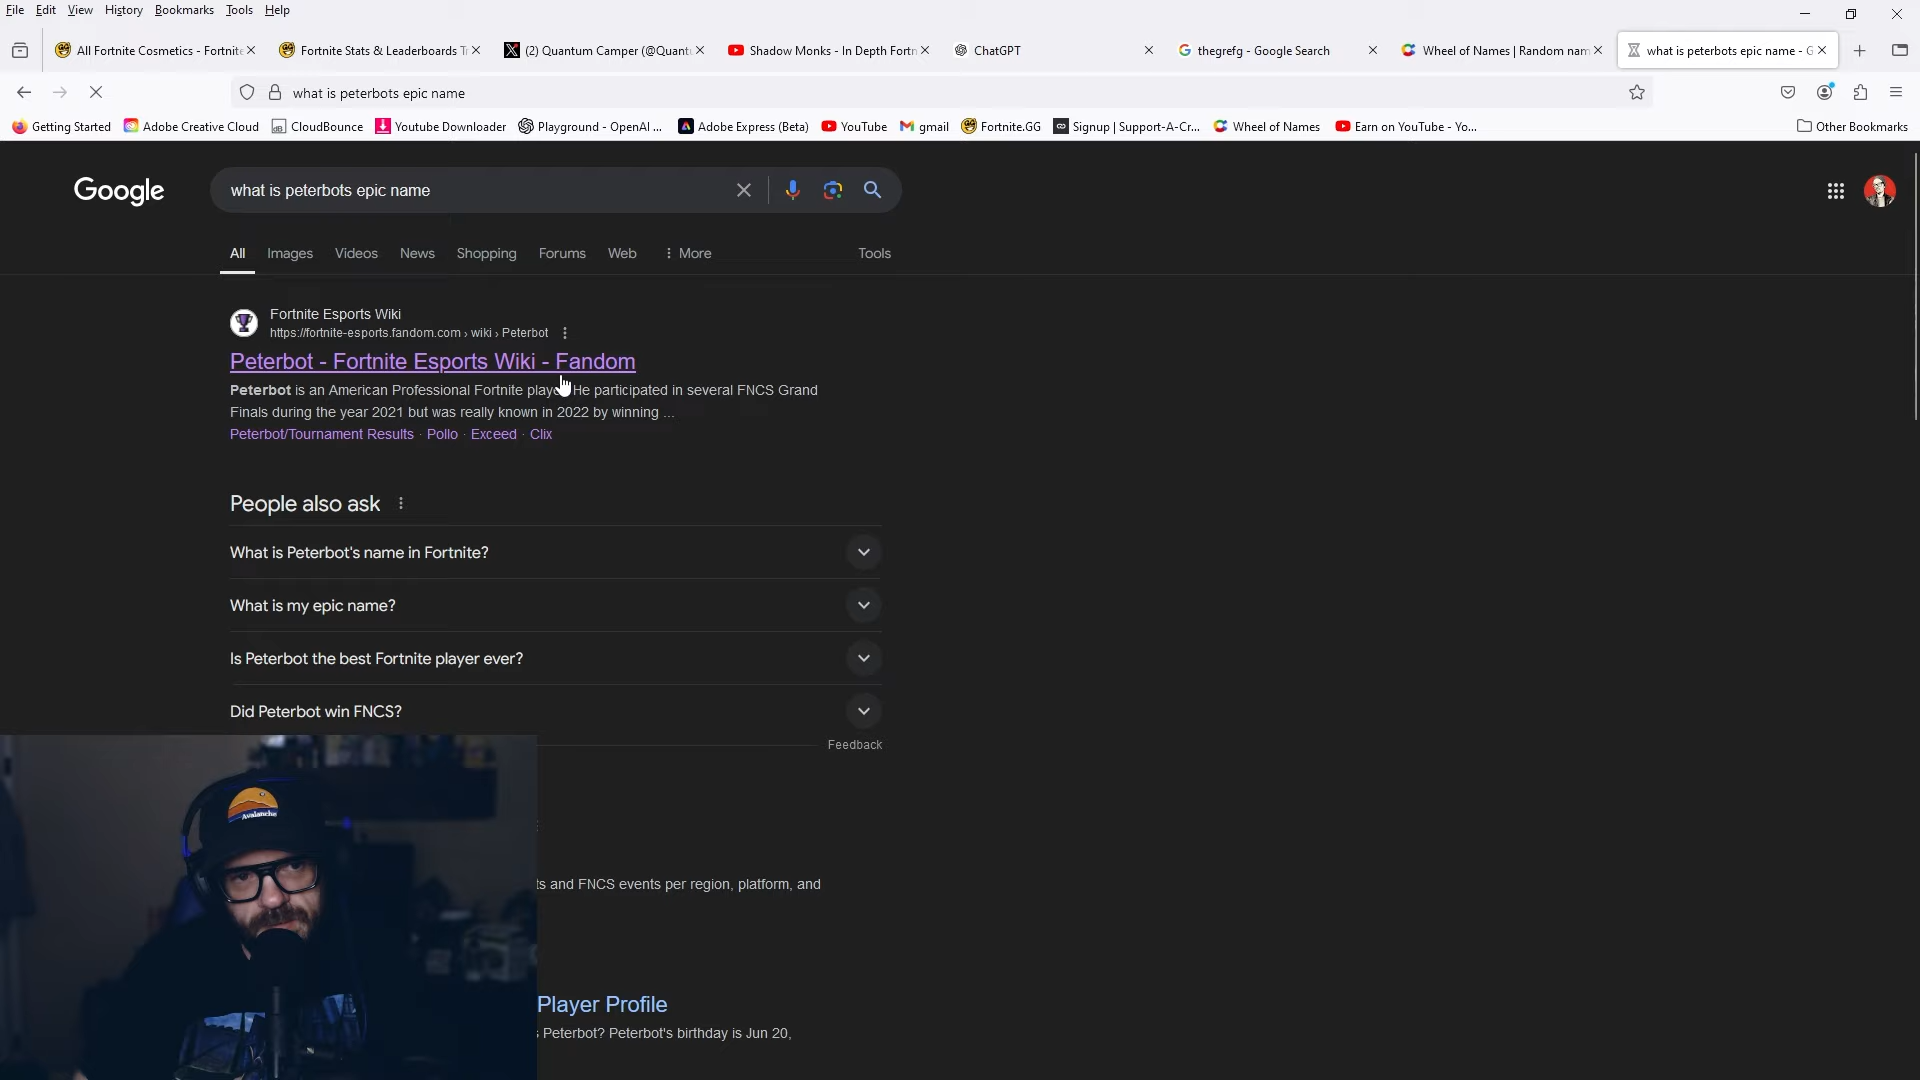 File Edit View History Bookmarks Tools Help
All Fortnite Cosmetics - Fortnite
Fortnite Stats & Leaderboards T
(2) Quantum Camper (@Quant
Shadow Monks - In Depth Fortn
ChatGPT
thegrefg - Google Search
Wheel of Names | Random nam
what is peterbots epic name - G
what is peterbots epic name
Getting Started Adobe Creative Cloud CloudBounce Youtube Downloader Playground - OpenAI ... Adobe Express (Beta) YouTube gmail Fortnite.GG Signup | Support-A-Cr... Wheel of Names Earn on YouTube - Yo... Other Bookmarks
Google
what is peterbots epic name
All Images Videos News Shopping Forums Web More Tools
Fortnite Esports Wiki
https://fortnite-esports.fandom.com › wiki › Peterbot
Peterbot - Fortnite Esports Wiki - Fandom
Peterbot is an American Professional Fortnite playe He participated in several FNCS Grand
Finals during the year 2021 but was really known in 2022 by winning ...
Peterbot/Tournament Results · Pollo · Exceed · Clix
People also ask
What is Peterbot's name in Fortnite?
What is my epic name?
Is Peterbot the best Fortnite player ever?
Did Peterbot win FNCS?
Feedback
Avalanche
ts and FNCS events per region, platform, and
Player Profile
s Peterbot? Peterbot's birthday is Jun 20,